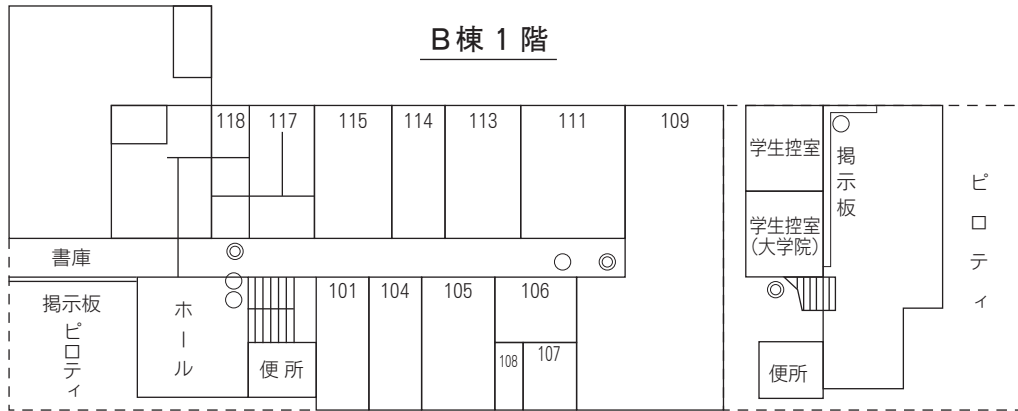 B棟1階
118
117
115
114
113
111
109
学生控室
掲示板
ピロティ
学生控室
(大学院)
書庫
掲示板
ピロティ
ホール
便所
101
104
105
106
108
107
便所